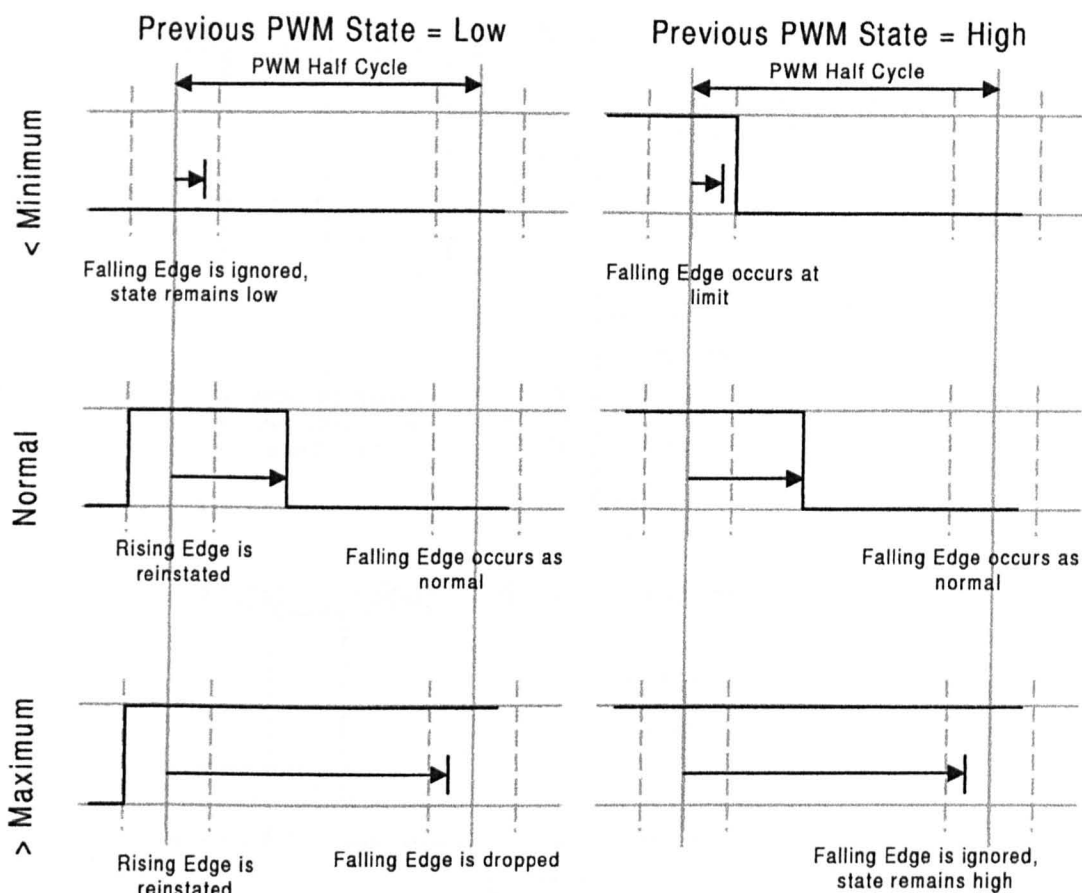 Previous PWM State = Low
Previous PWM State = High
PWM Half Cycle
PWM Half Cycle
< Minimum
Falling Edge is ignored,
state remains low
Falling Edge occurs at
limit
Normal
Rising Edge is
reinstated
Falling Edge occurs as
normal
Falling Edge occurs as
normal
> Maximum
Rising Edge is
reinstated
Falling Edge is dropped
Falling Edge is ignored,
state remains high